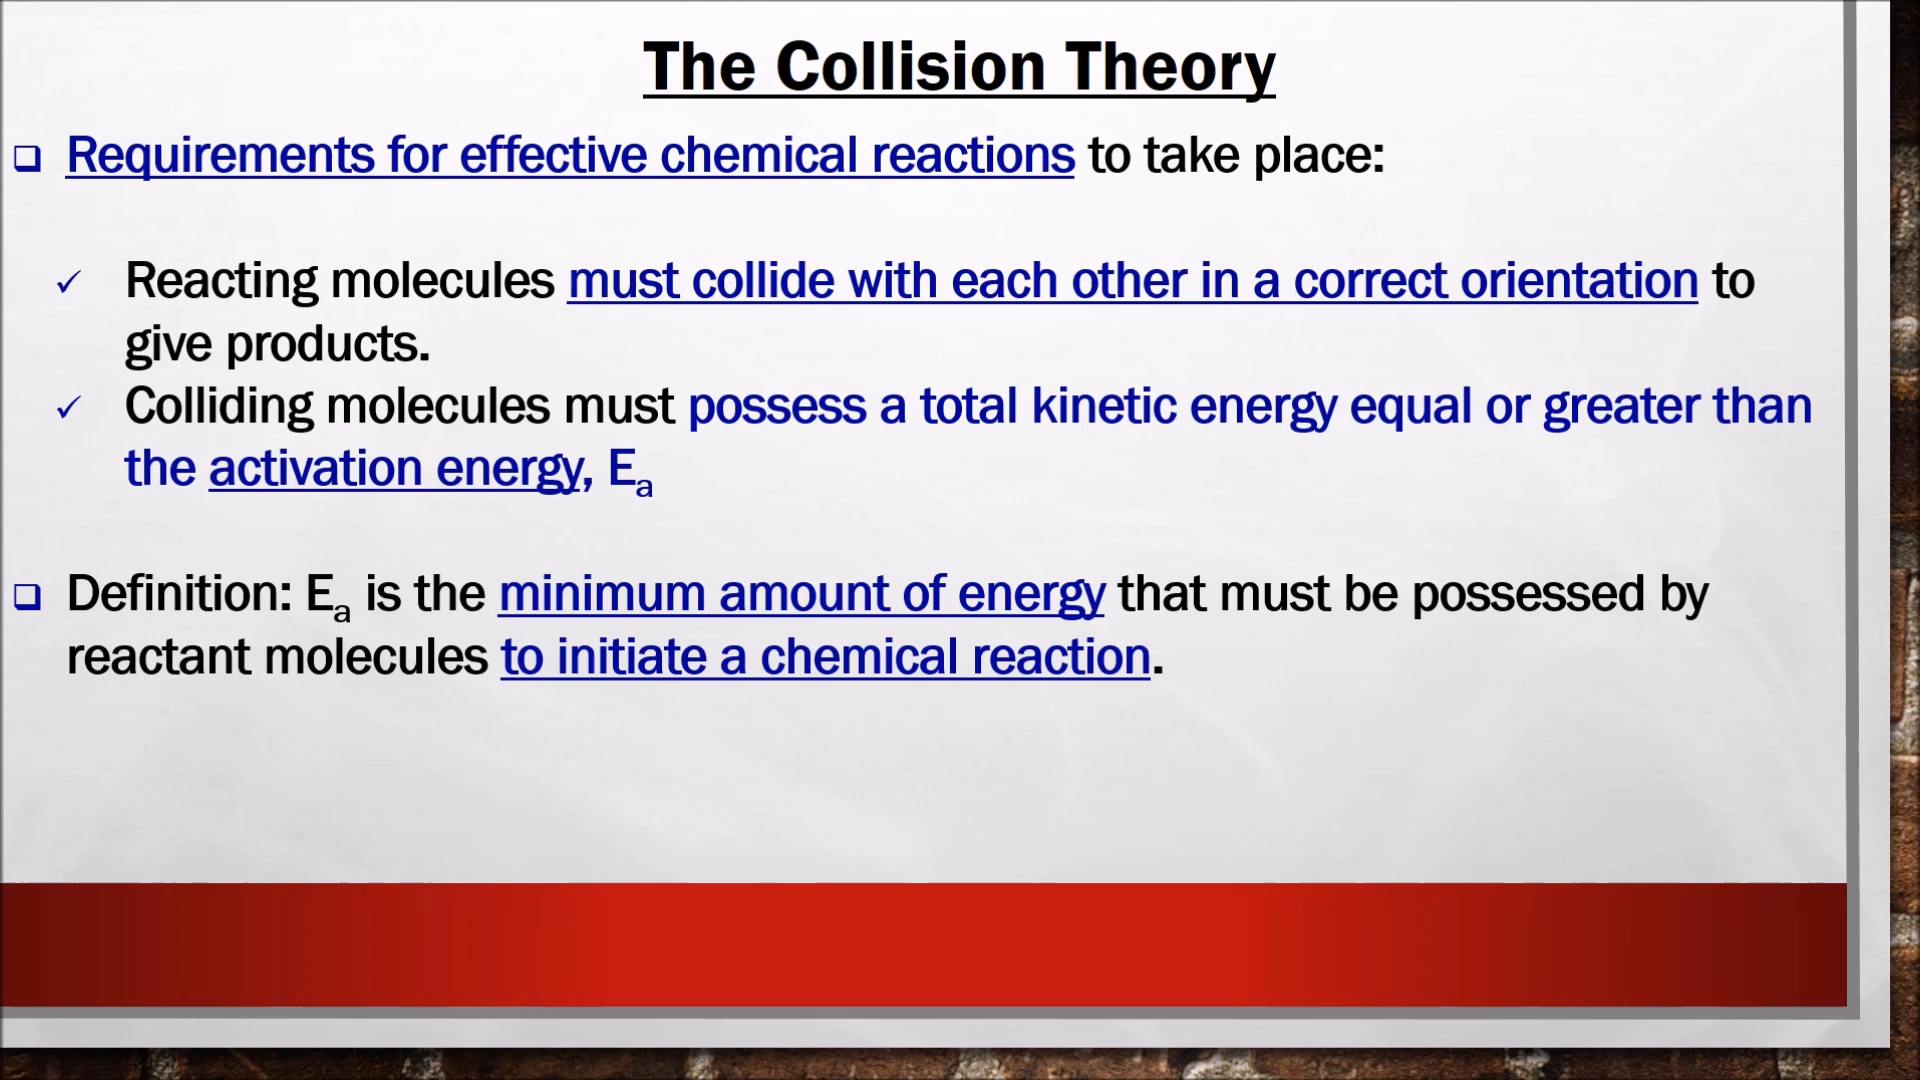 The Collision Theory
Requirements for effective chemical reactions to take place:
Reacting molecules must collide with each other in a correct orientation to
give products.
Colliding molecules must possess a total kinetic energy equal or greater than
the activation energy, Ea
Definition: Ea is the minimum amount of energy that must be possessed by
reactant molecules to initiate a chemical reaction.